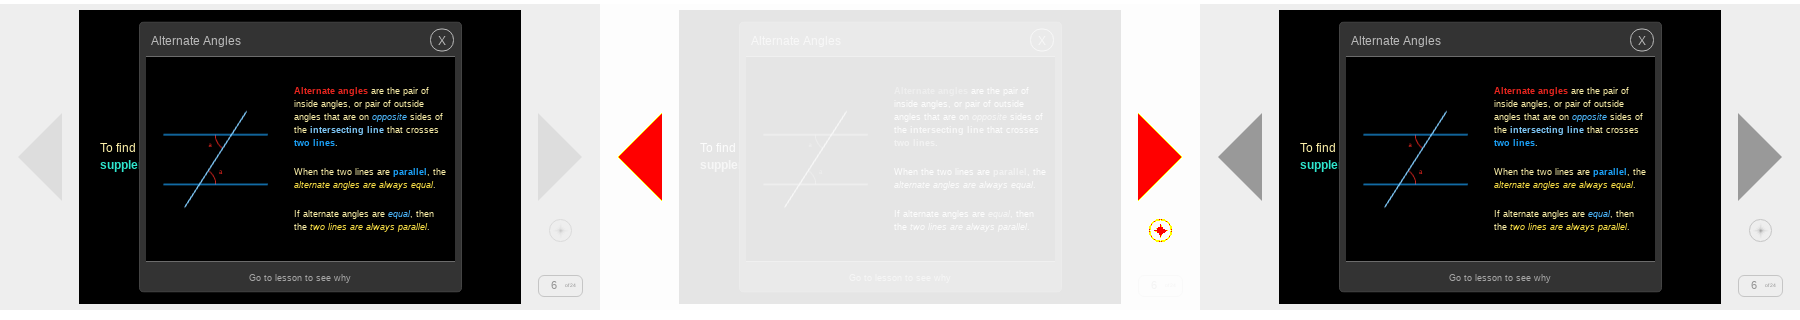 Alternate Angles X
To find
supple
a
a
Alternate angles are the pair of
inside angles, or pair of outside
angles that are on opposite sides of
the intersecting line that crosses
two lines.
When the two lines are parallel, the
alternate angles are always equal.
If alternate angles are equal, then
the two lines are always parallel.
Go to lesson to see why
6 of 24
Alternate Angles X
To find
supple
Alternate angles are the pair of
inside angles, or pair of outside
angles that are on opposite sides of
the intersecting line that crosses
two lines.
When the two lines are parallel, the
alternate angles are always equal.
If alternate angles are equal, then
the two lines are always parallel.
Go to lesson to see why
6
Alternate Angles X
To find
supple
a
a
Alternate angles are the pair of
inside angles, or pair of outside
angles that are on opposite sides of
the intersecting line that crosses
two lines.
When the two lines are parallel, the
alternate angles are always equal.
If alternate angles are equal, then
the two lines are always parallel.
Go to lesson to see why
6 of 24